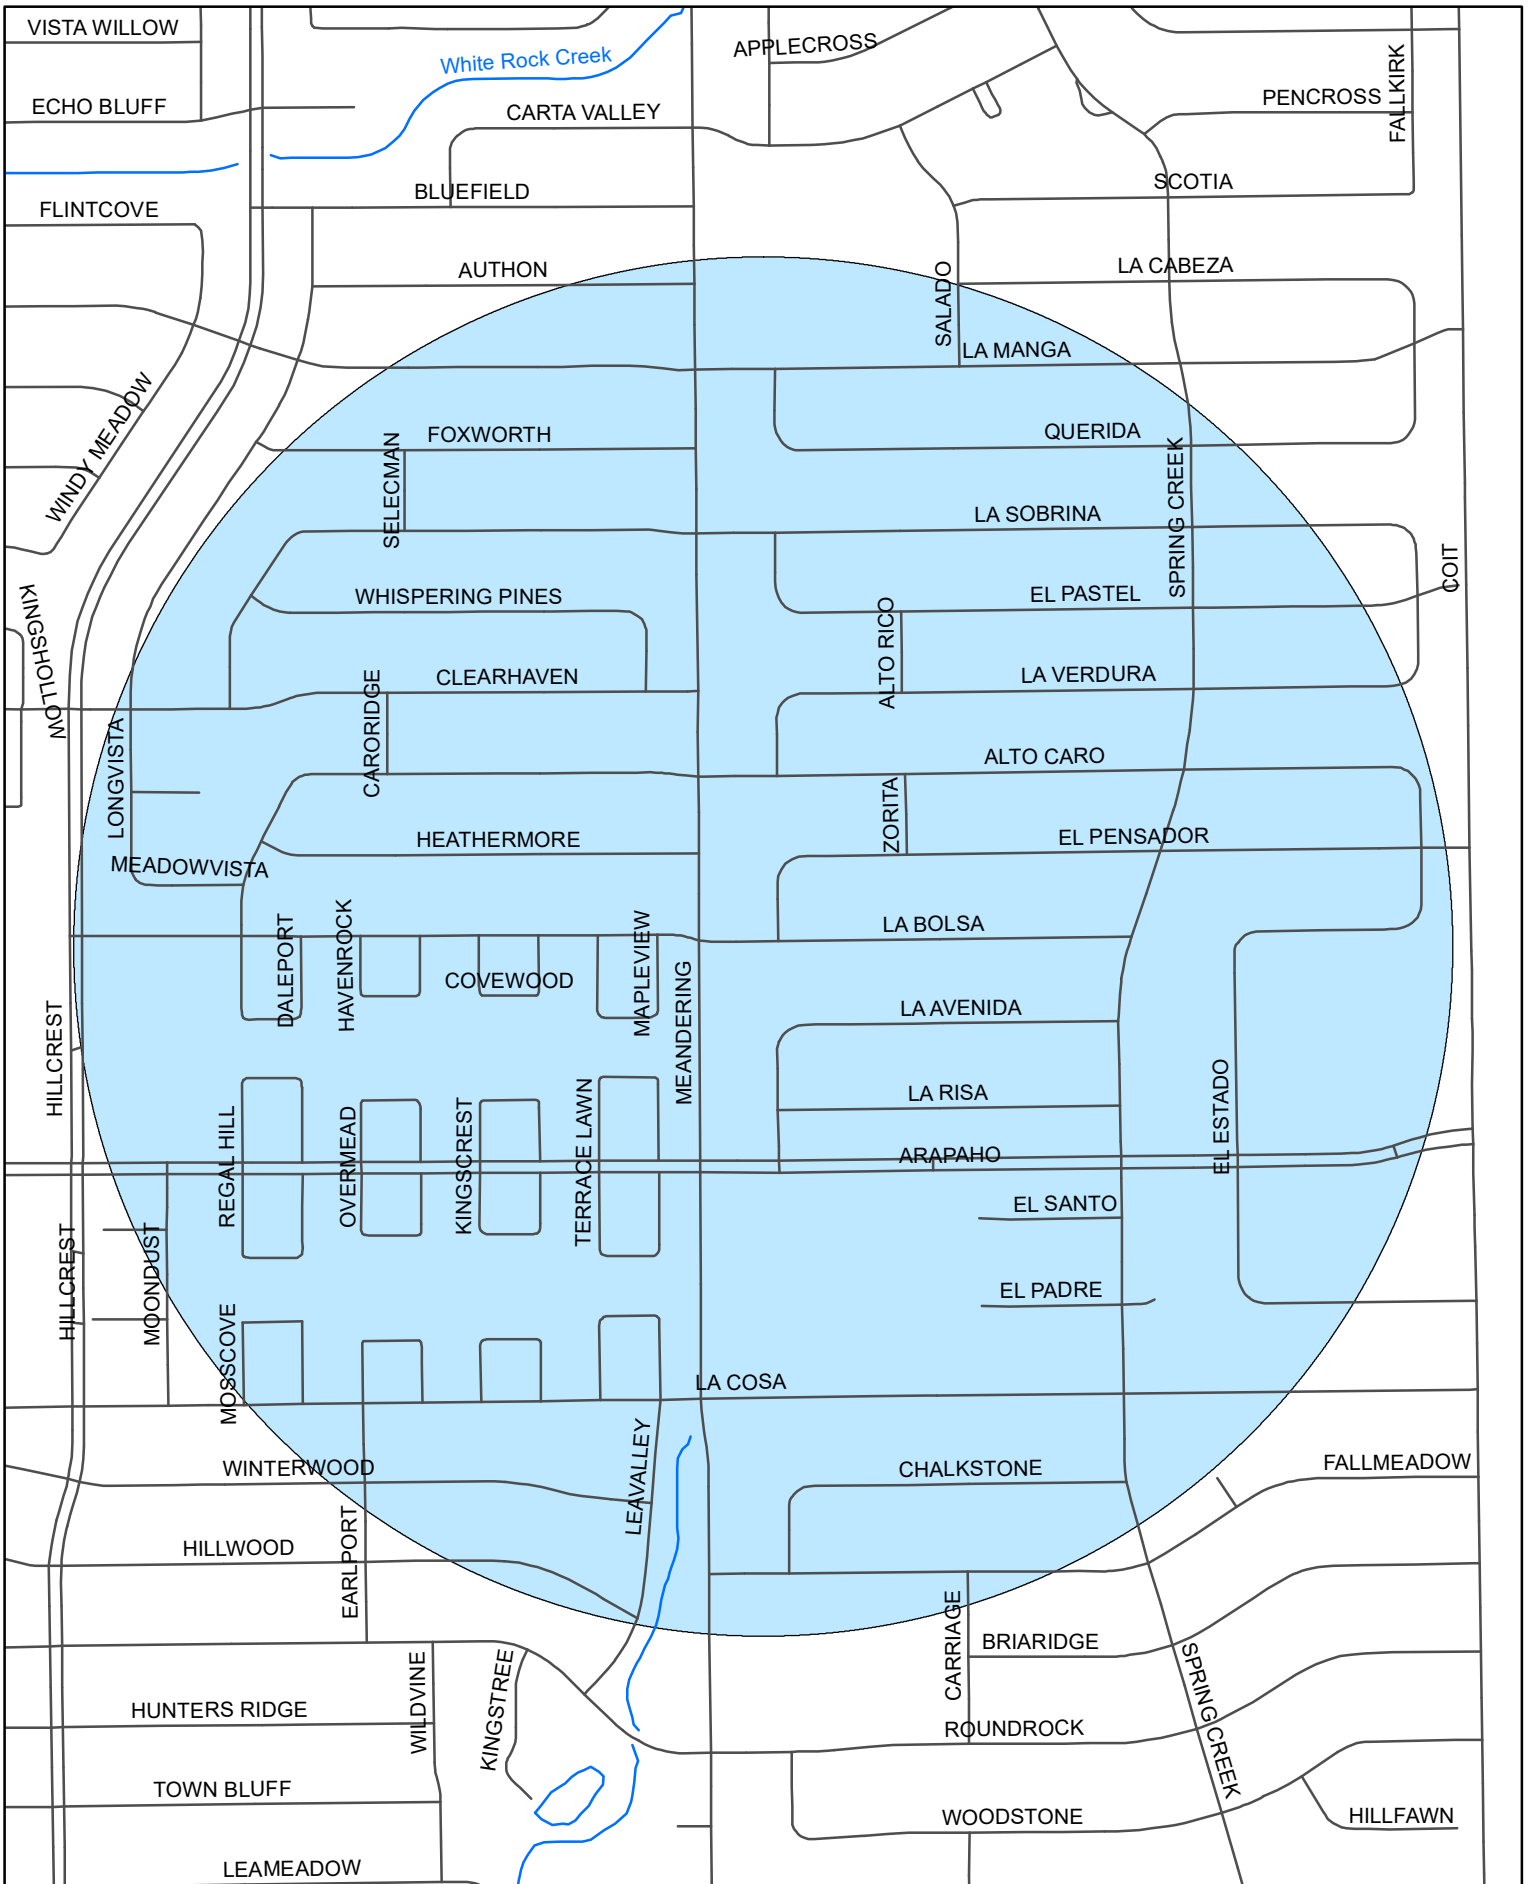 VISTA WILLOW
APPLECROSS
White Rock Creek
FALLKIRK
ECHO BLUFF
CARTA VALLEY
PENCROSS
BLUEFIELD
SCOTIA
FLINTCOVE
AUTHON
SALADO
LA CABEZA
LA MANGA
WINDY MEADOW
FOXWORTH
SELECMAN
QUERIDA
SPRING CREEK
LA SOBRINA
COIT
KINGSHOLLOW
WHISPERING PINES
EL PASTEL
ALTO RICO
CLEARHAVEN
CARORIDGE
LA VERDURA
LONGVISTA
ALTO CARO
ZORITA
HEATHERMORE
EL PENSADOR
MEADOWVISTA
DALEPORT
HAVENROCK
MAPLEVIEW
LA BOLSA
COVEWOOD
MEANDERING
LA AVENIDA
HILLCREST
LA RISA
EL ESTADO
REGAL HILL
OVERMEAD
KINGSCREST
TERRACE LAWN
ARAPAHO
EL SANTO
HILLCREST
MOONDUST
EL PADRE
MOSSCOVE
LA COSA
LEAVALLEY
WINTERWOOD
CHALKSTONE
FALLMEADOW
HILLWOOD
EARLPORT
CARRIAGE
BRIARIDGE
SPRING CREEK
WILDVINE
KINGSTREE
HUNTERS RIDGE
ROUNDROCK
TOWN BLUFF
WOODSTONE
HILLFAWN
LEAMEADOW